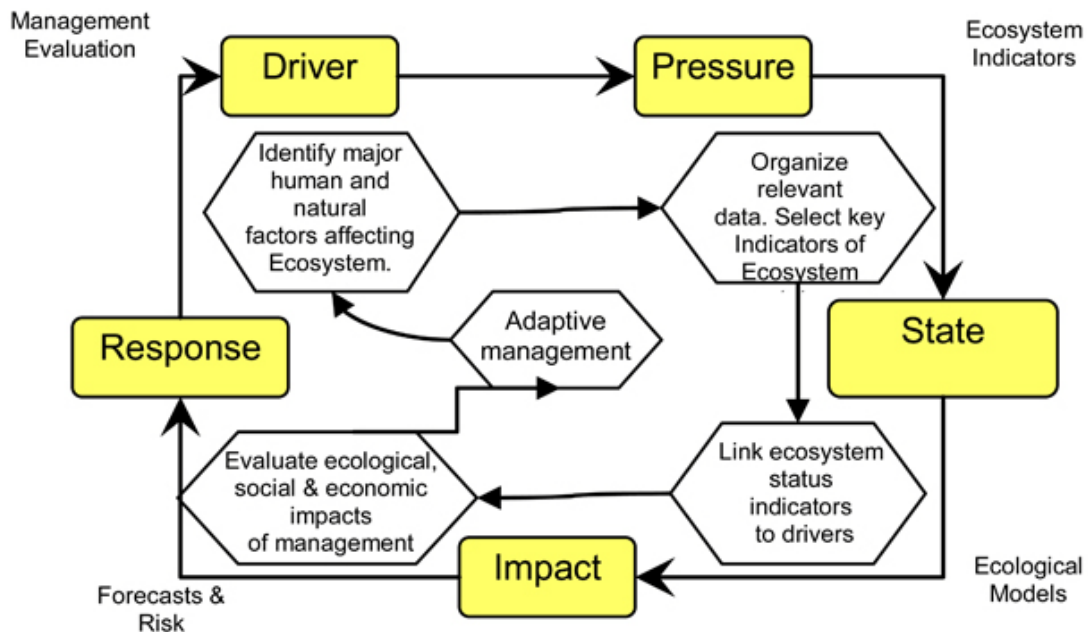 Management
Evaluation
Driver
Pressure
Ecosystem
Indicators
Identify major
human and
natural
factors affecting
Ecosystem.
Organize
relevant
data. Select key
Indicators of
Ecosystem
Adaptive
management
Response
State
Evaluate ecological,
social & economic
impacts
of management
Link ecosystem
status
indicators
to drivers
Impact
Forecasts &
Risk
Ecological
Models